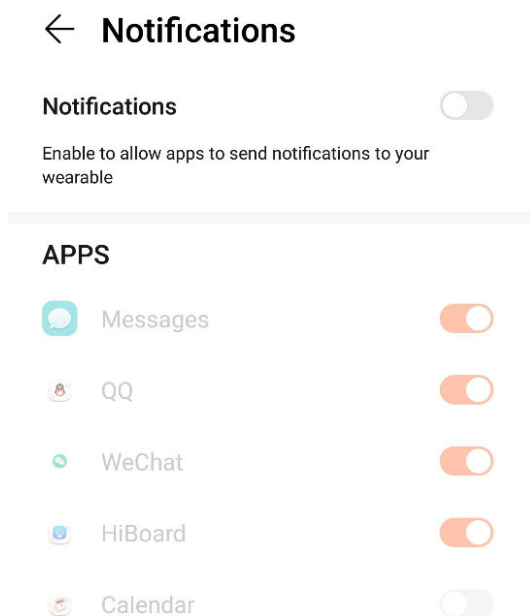 Notifications
Notifications
Enable to allow apps to send notifications to your
wearable
APPS
Messages
QQ
WeChat
HiBoard
Calendar